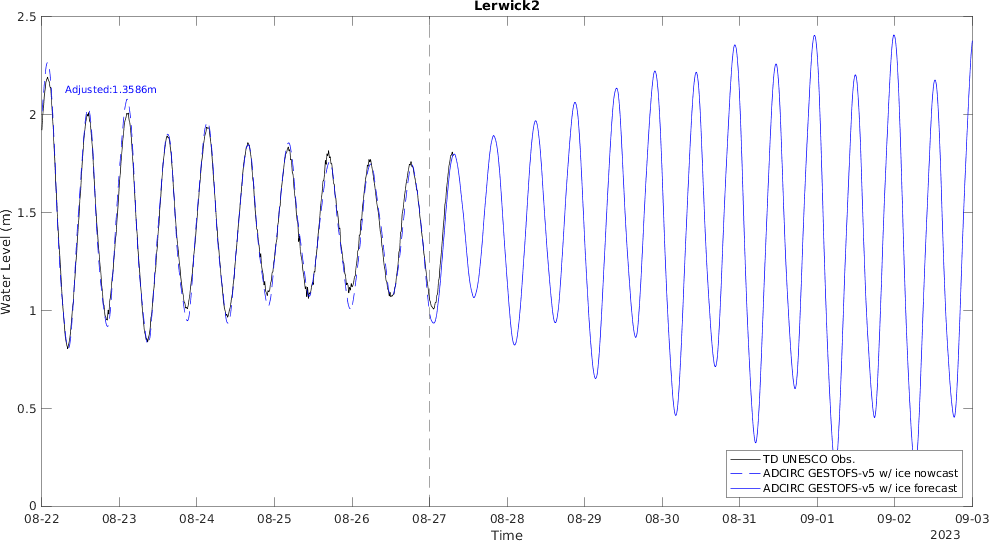 Lerwick2
2.5
2
1.5
1
0.5
0
Water Level (m)
Adjusted:1.3586m
TD UNESCO Obs.
ADCIRC GESTOFS-v5 w/ ice nowcast
ADCIRC GESTOFS-v5 w/ ice forecast
08-22 08-23 08-24 08-25 08-26 08-27 08-28 08-29 08-30 08-31 09-01 09-02 09-03
Time
2023